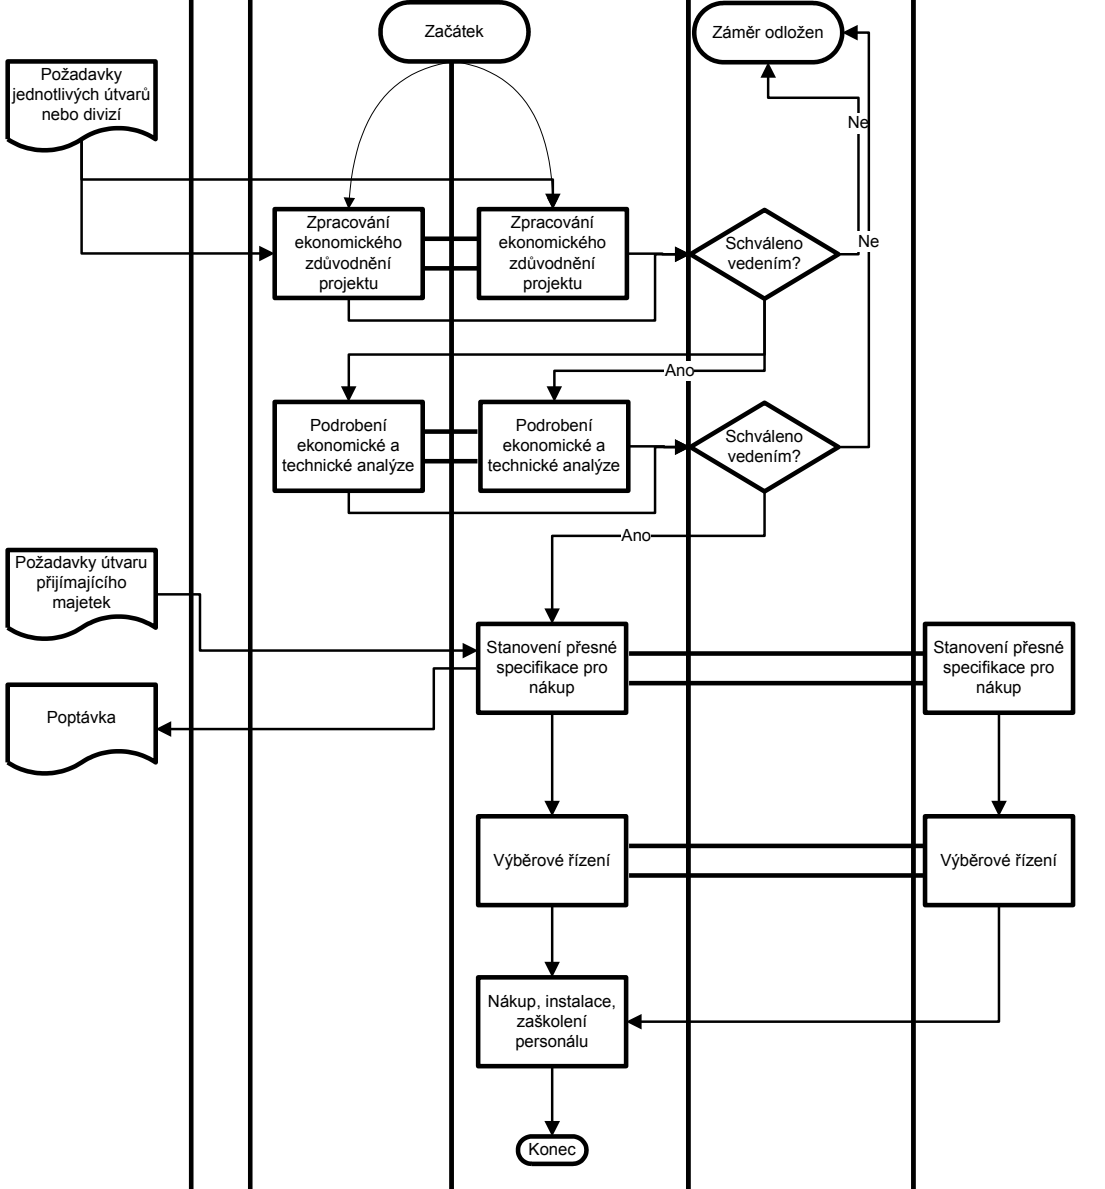 Začátek
Záměr odložen
Požadavky
jednotlivých útvarů
nebo divizí
Ne
Zpracování
ekonomického
zdůvodnění
projektu
Zpracování
ekonomického
zdůvodnění
projektu
Schváleno
vedením?
Ne
Ano
Podrobení
ekonomické a
technické analýze
Podrobení
ekonomické a
technické analýze
Schváleno
vedením?
Ano
Požadavky útvaru
přijímajícího
majetek
Stanovení přesné
specifikace pro
nákup
Stanovení přesné
specifikace pro
nákup
Poptávka
Výběrové řízení
Výběrové řízení
Nákup, instalace,
zaškolení
personálu
Konec